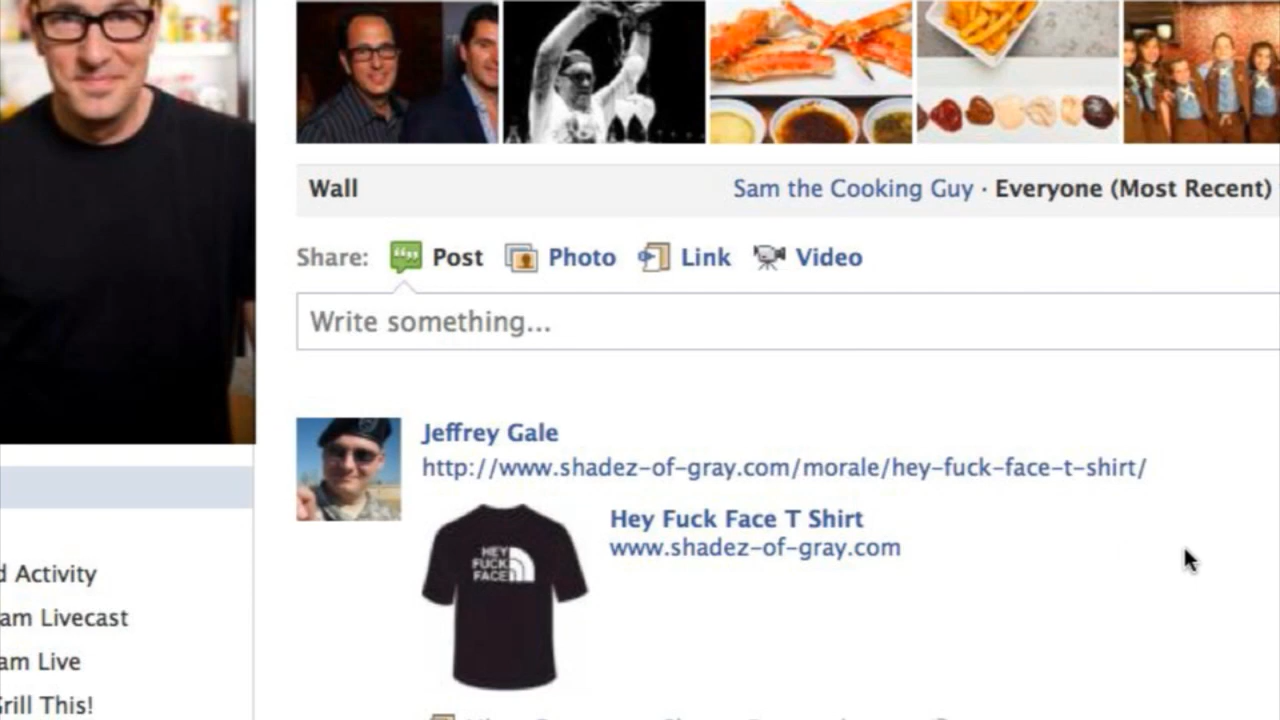 Wall
Sam the Cooking Guy · Everyone (Most Recent)
Share: Post Photo Link Video
Write something...
Jeffrey Gale
http://www.shadez-of-gray.com/morale/hey-fuck-face-t-shirt/
Hey Fuck Face T Shirt
www.shadez-of-gray.com
HEY
FUCK
FACE
d Activity
am Livecast
am Live
Grill This!